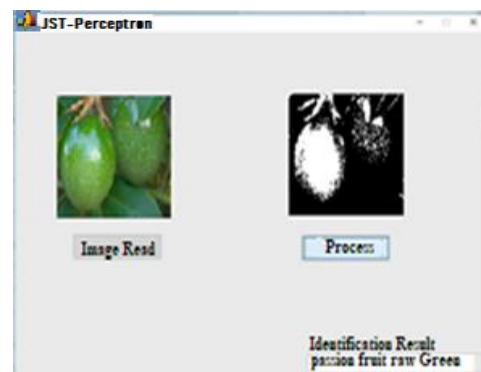 JST-Perceptron
Image Read
Process
Identification Result
passion fruit raw Green